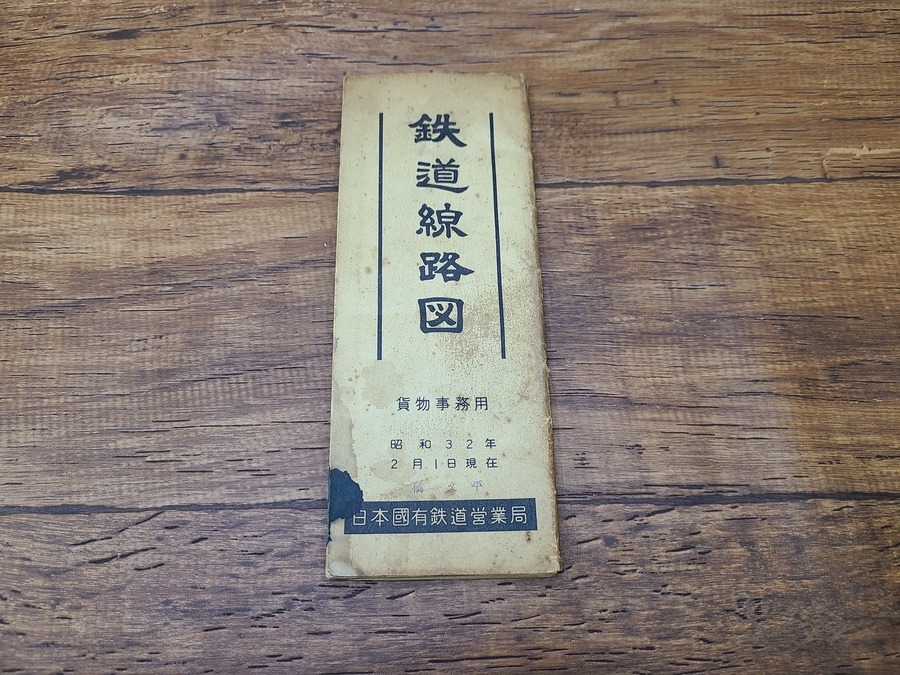 鉄道線路図
貨物事務用
昭和32年
2月1日現在
日本國有鉄道営業局